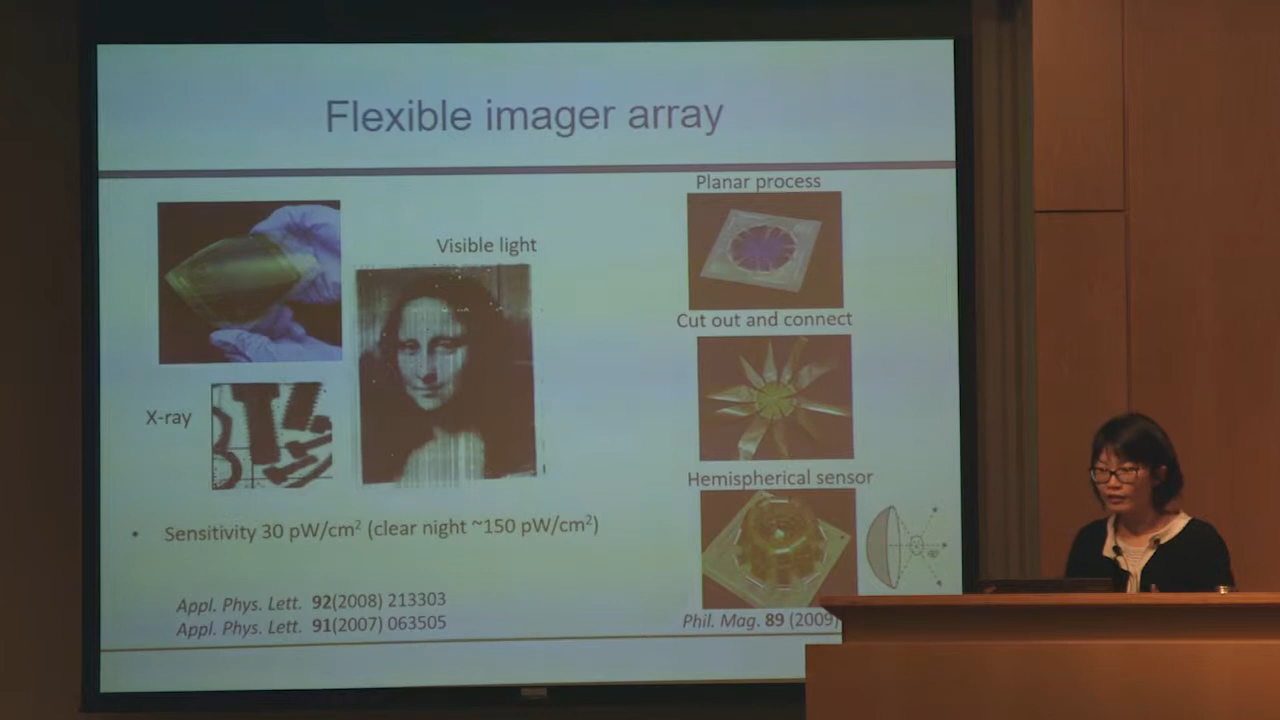 Flexible imager array
Planar process
Visible light
Cut out and connect
X-ray
Hemispherical sensor
• Sensitivity 30 pW/cm² (clear night ~150 pW/cm²)
Appl. Phys. Lett. 92(2008) 213303
Appl. Phys. Lett. 91(2007) 063505
Phil. Mag. 89 (2009)